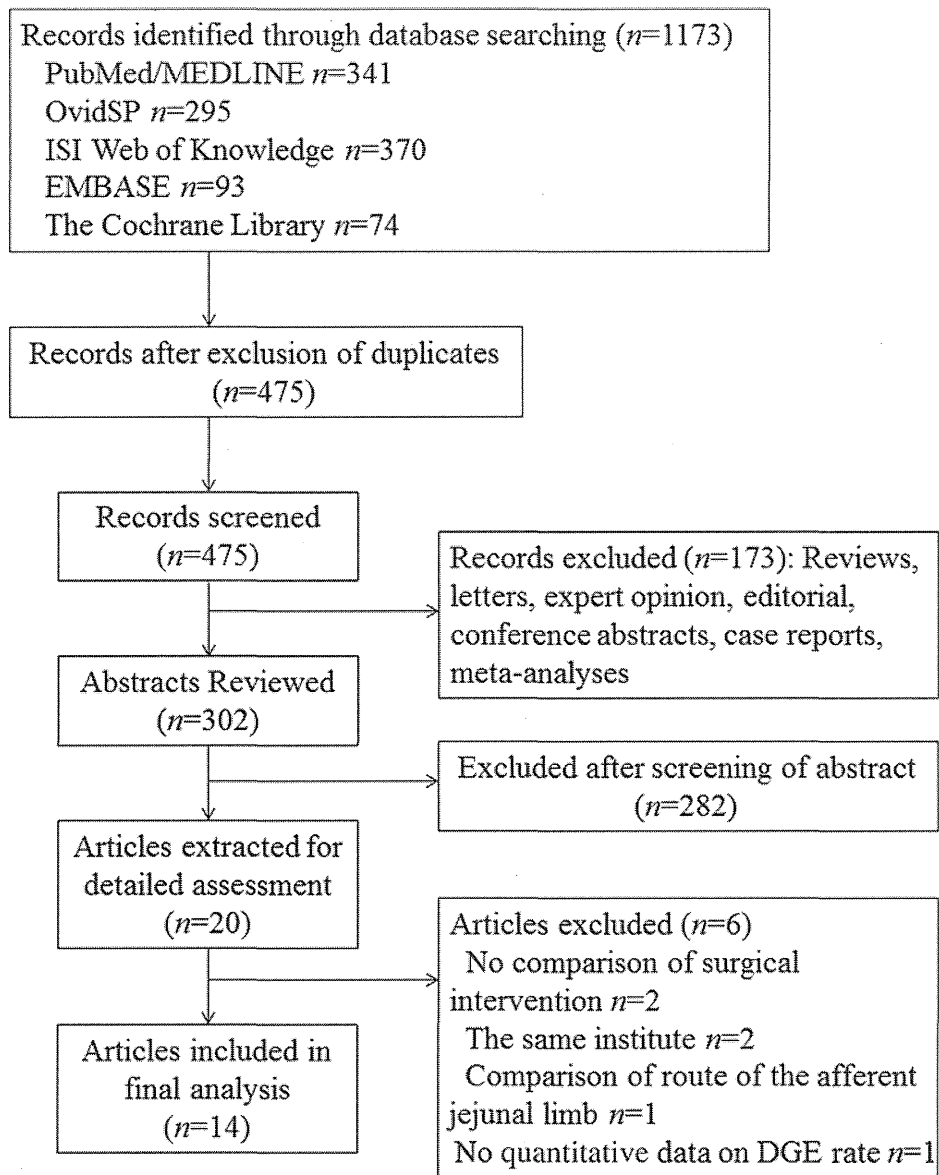 Records identified through database searching (n=1173)
PubMed/MEDLINE n=341
OvidSP n=295
ISI Web of Knowledge n=370
EMBASE n=93
The Cochrane Library n=74
Records after exclusion of duplicates
(n=475)
Records screened
(n=475)
Records excluded (n=173): Reviews,
letters, expert opinion, editorial,
conference abstracts, case reports,
meta-analyses
Abstracts Reviewed
(n=302)
Excluded after screening of abstract
(n=282)
Articles extracted for
detailed assessment
(n=20)
Articles excluded (n=6)
No comparison of surgical
intervention n=2
The same institute n=2
Comparison of route of the afferent
jejunal limb n=1
No quantitative data on DGE rate n=1
Articles included in
final analysis
(n=14)